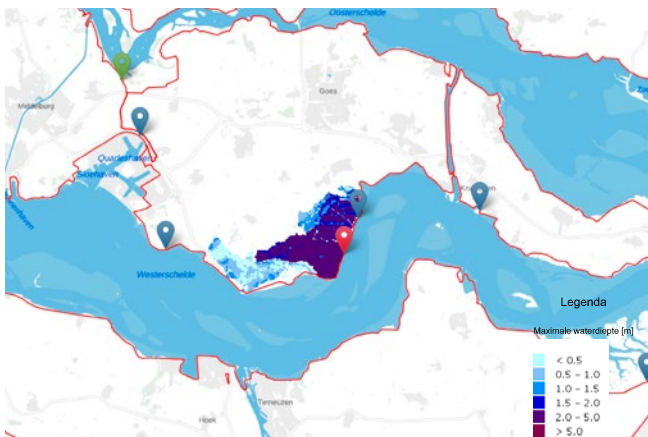 Oosterschelde
Middelburg
Goes
Quarleshaven
Sloehaven
Westerschelde
Legenda
Maximale waterdiepte [m]
< 0.5
0.5 – 1.0
1.0 – 1.5
1.5 – 2.0
2.0 – 5.0
> 5.0
Terneuzen
Hoek